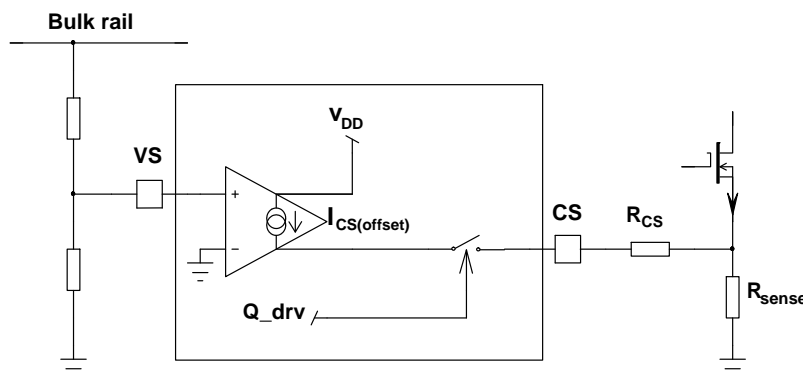 Bulk rail
VDD
VS
+
ICS(offset)
−
CS
RCS
Q_drv
Rsense